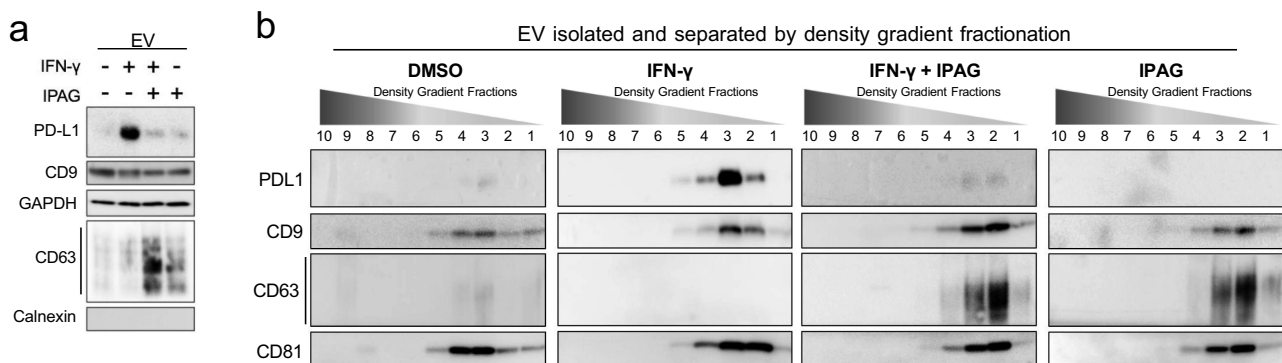 a
EV
IFN-γ - + + -
IPAG - - + +
PD-L1
CD9
GAPDH
CD63
Calnexin
b
EV isolated and separated by density gradient fractionation
DMSO IFN-γ IFN-γ + IPAG IPAG
Density Gradient Fractions Density Gradient Fractions Density Gradient Fractions Density Gradient Fractions
10 9 8 7 6 5 4 3 2 1 10 9 8 7 6 5 4 3 2 1 10 9 8 7 6 5 4 3 2 1 10 9 8 7 6 5 4 3 2 1
PDL1
CD9
CD63
CD81